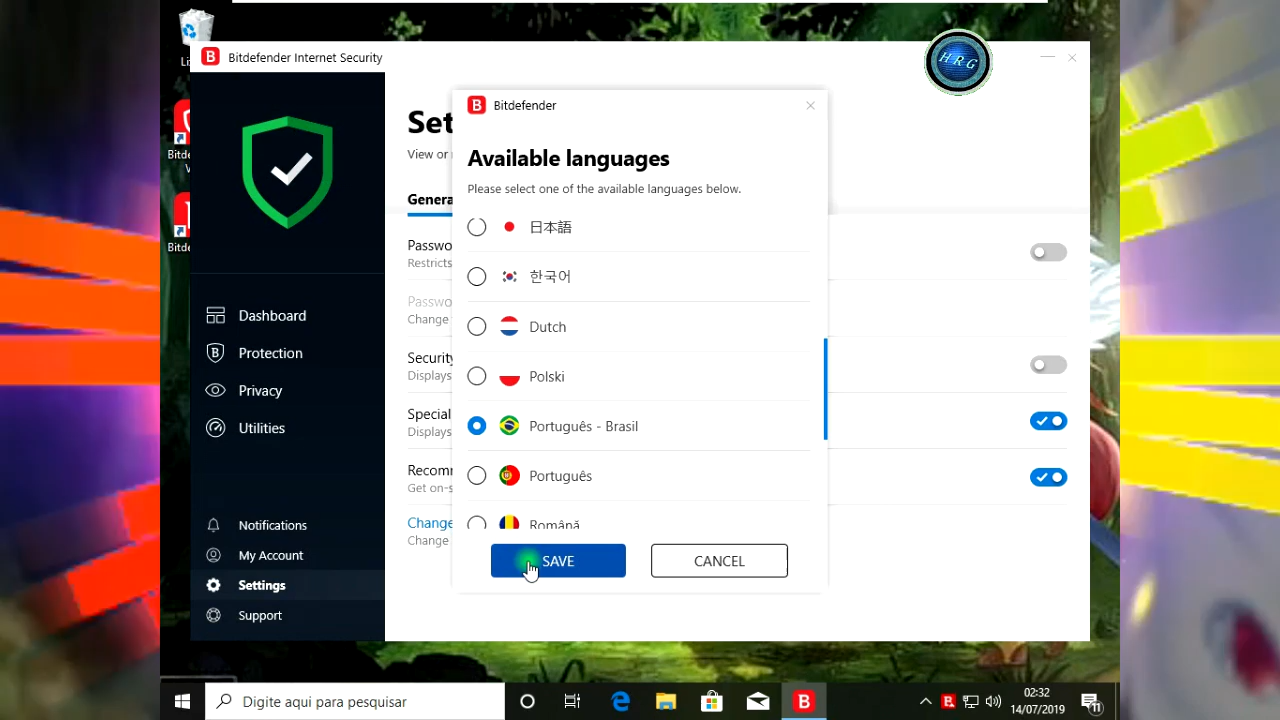 Bitdefender Internet Security
HRG
Bitdefender
Available languages
Please select one of the available languages below.
日本語
한국어
Dutch
Polski
Português - Brasil
Português
Română
SAVE
CANCEL
Set
View or
Genera
Passwo
Restricts
Passwo
Change
Security
Displays
Special
Displays
Recomm
Get on-s
Change
Change
Dashboard
Protection
Privacy
Utilities
Notifications
My Account
Settings
Support
Li
Bitde
V
Bitde
Digite aqui para pesquisar
02:32
14/07/2019
11